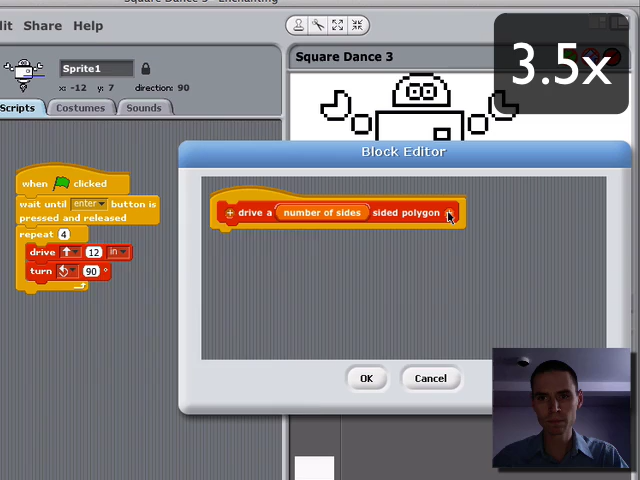 Square Dance 3 - Enchanting
dit Share Help
Sprite1
x: -12 y: 7 direction: 90
Scripts Costumes Sounds
Square Dance 3
3.5x
when clicked
wait until enter button is
pressed and released
repeat 4
drive 12 in
turn 90 °
Block Editor
drive a number of sides sided polygon
OK
Cancel